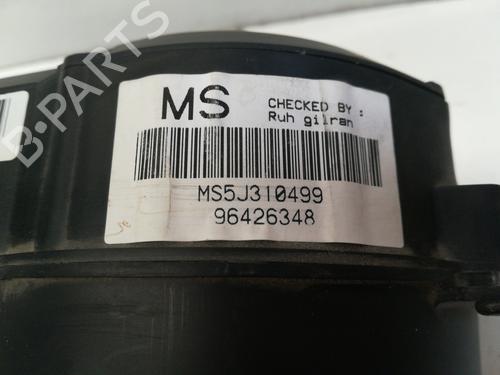 B-PARTS
MS
CHECKED BY :
Ruh gilran
MS5J310499
96426348